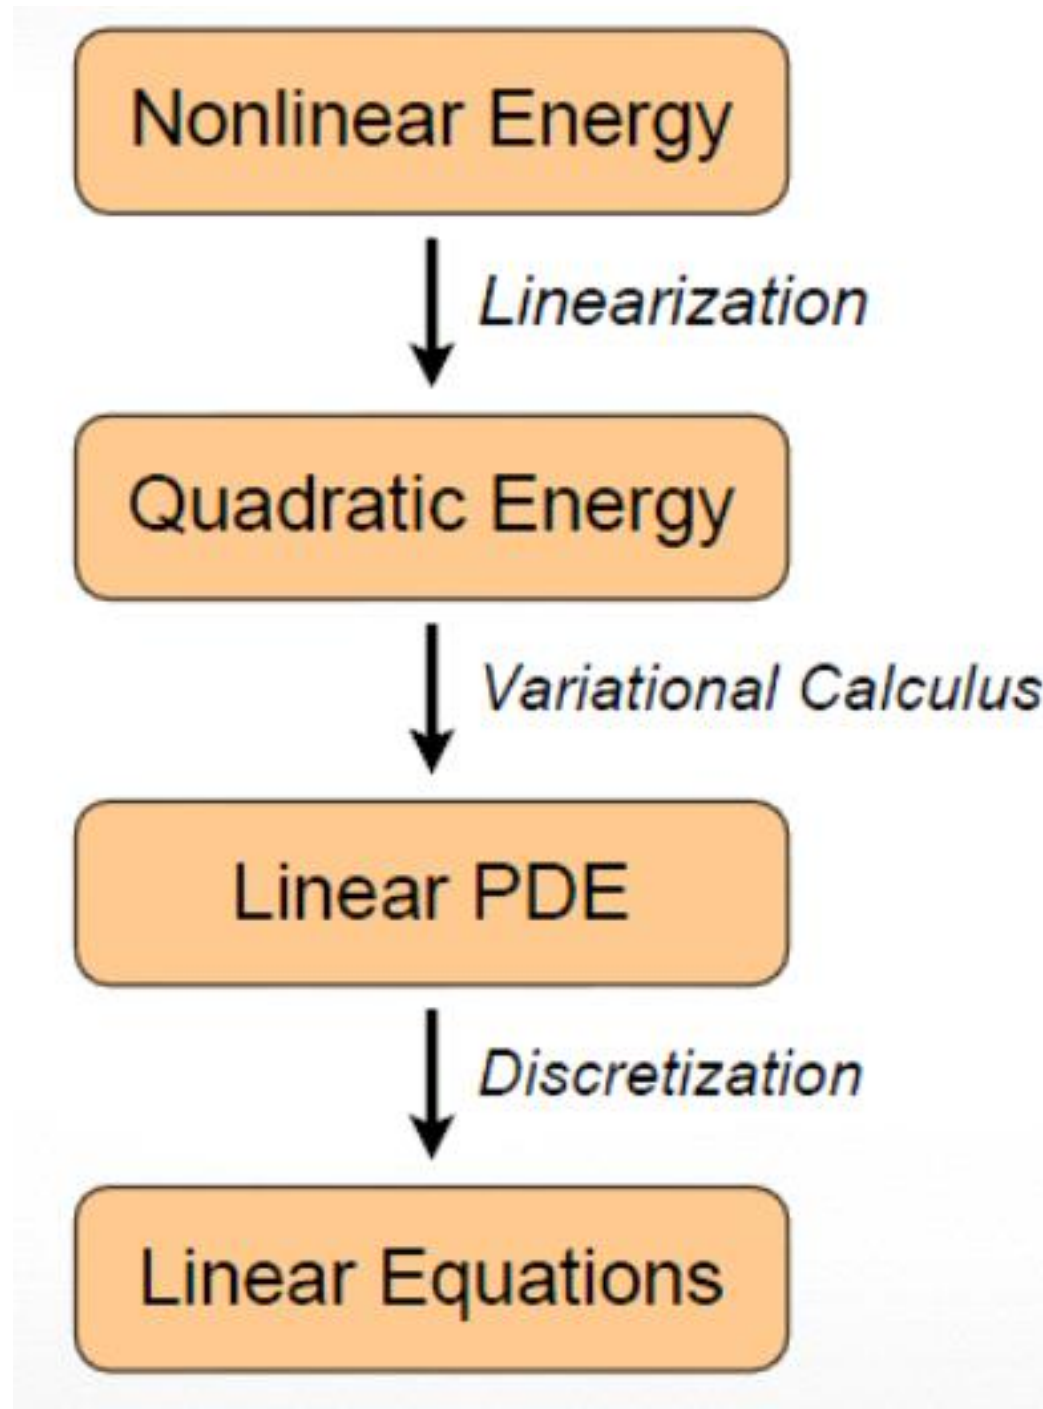 Nonlinear Energy
Linearization
Quadratic Energy
Variational Calculus
Linear PDE
Discretization
Linear Equations